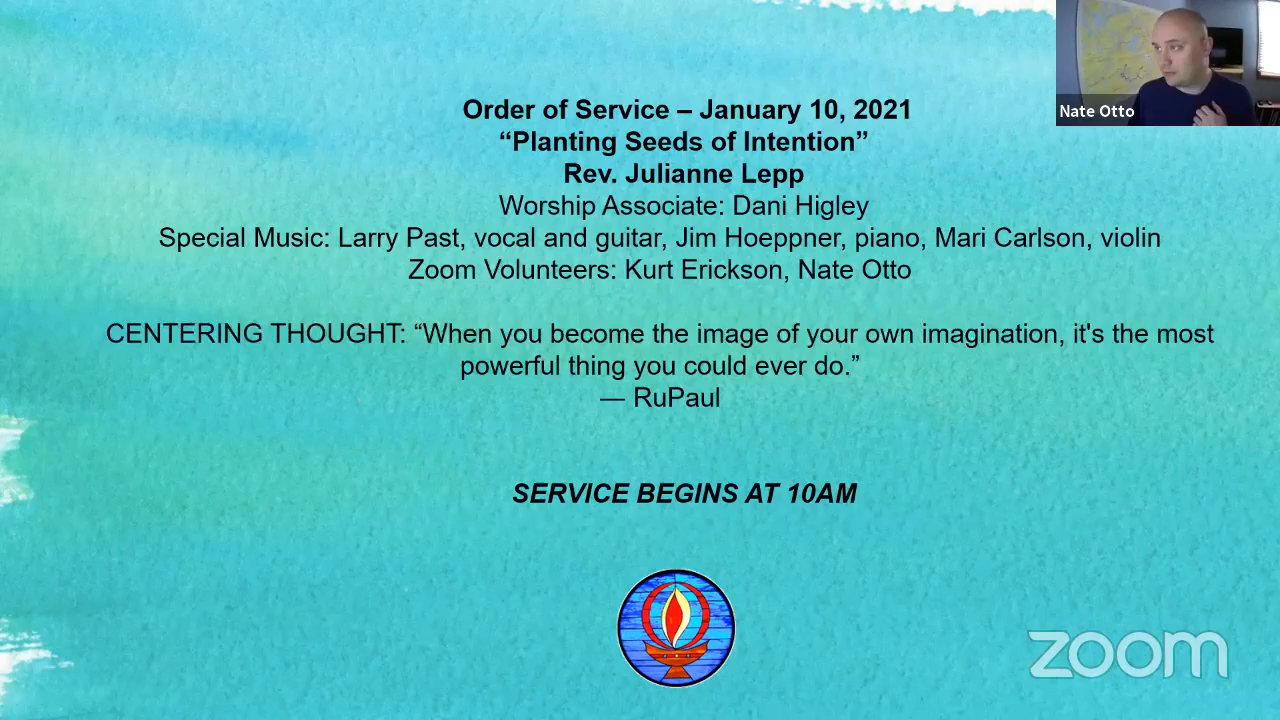 Order of Service – January 10, 2021
“Planting Seeds of Intention”
Rev. Julianne Lepp
Worship Associate: Dani Higley
Special Music: Larry Past, vocal and guitar, Jim Hoeppner, piano, Mari Carlson, violin
Zoom Volunteers: Kurt Erickson, Nate Otto
CENTERING THOUGHT: “When you become the image of your own imagination, it's the most
powerful thing you could ever do.”
— RuPaul
SERVICE BEGINS AT 10AM
Nate Otto
zoom